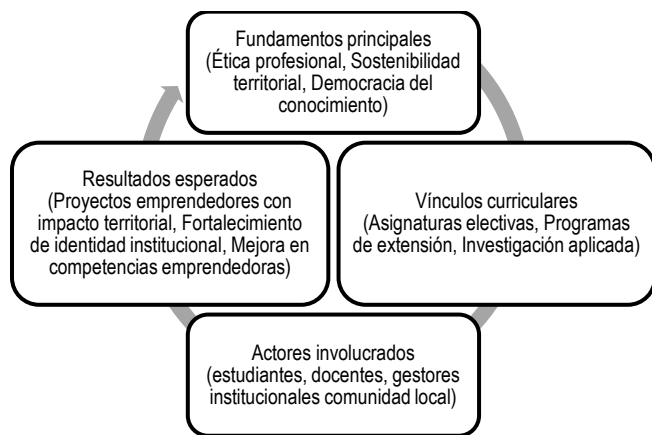 Fundamentos principales
(Ética profesional, Sostenibilidad
territorial, Democracia del
conocimiento)
Vínculos curriculares
(Asignaturas electivas, Programas
de extensión, Investigación aplicada)
Actores involucrados
(estudiantes, docentes, gestores
institucionales comunidad local)
Resultados esperados
(Proyectos emprendedores con
impacto territorial, Fortalecimiento
de identidad institucional, Mejora en
competencias emprendedoras)